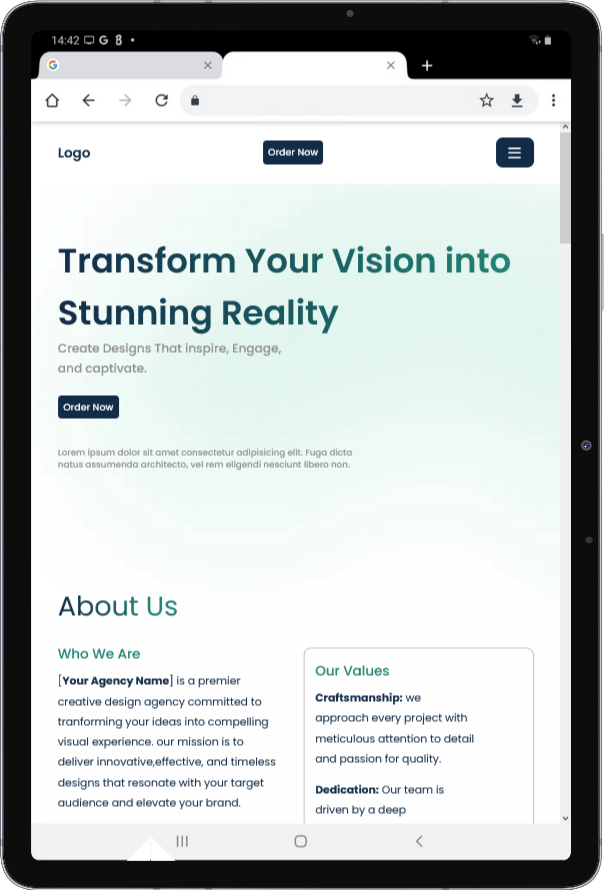 14:42
Logo
Order Now
Transform Your Vision into
Stunning Reality
Create Designs That inspire, Engage,
and captivate.
Order Now
Lorem ipsum dolor sit amet consectetur adipisicing elit. Fuga dicta
natus assumenda architecto, vel rem eligendi nesciunt libero non.
About Us
Who We Are
[Your Agency Name] is a premier
creative design agency committed to
tranforming your ideas into compelling
visual experience. our mission is to
deliver innovative,effective, and timeless
designs that resonate with your target
audience and elevate your brand.
Our Values
Craftsmanship: we
approach every project with
meticulous attention to detail
and passion for quality.
Dedication: Our team is
driven by a deep